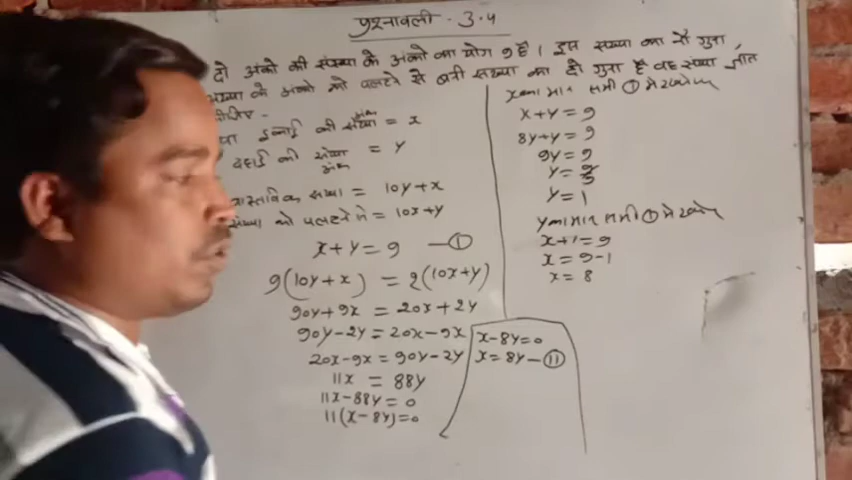 प्रश्नावली - 3.4
दो अंको की संख्या के अंको का योग 9 है । इस संख्या का नौ गुना,
संख्या के अंको को पलटने से बनी संख्या का दो गुना है वह संख्या ज्ञात
कीजिए -
इकाई की संख्या अंक = x
दहाई की संख्या अंक = y
वास्तविक संख्या = 10y+x
संख्या को पलटने में = 10x+y
x+y = 9 — ①
9(10y+x) = 2(10x+y)
90y+9x = 20x+2y
90y-2y = 20x-9x
20x-9x = 90y-2y
11x = 88y
11x-88y = 0
11(x-8y)=0
x-8y=0
x=8y — ⑪
x का मान समी ① मे रखने पर
x+y = 9
8y+y = 9
9y = 9
y = 9/9
y = 1
y का मान समी ① मे रखने पर
x+1 = 9
x = 9-1
x = 8